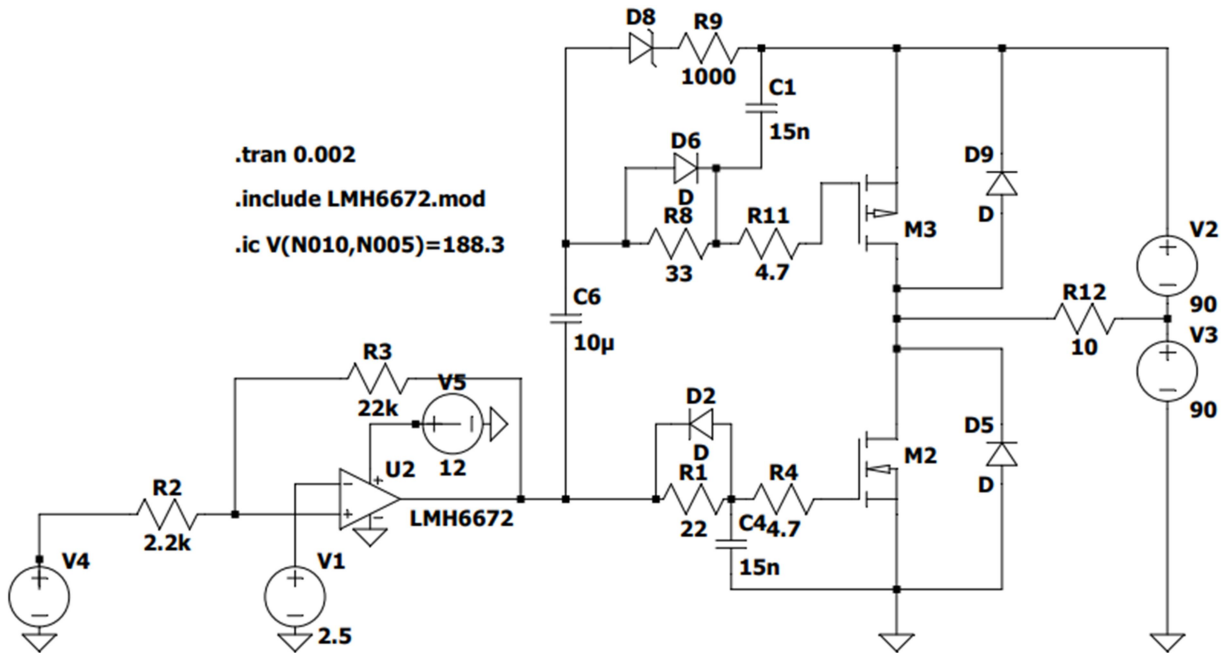 D8
R9
1000
C1
15n
.tran 0.002
D6
D
D9
D
.include LMH6672.mod
R8
33
R11
4.7
M3
V2
+
−
90
.ic V(N010,N005)=188.3
C6
10µ
R12
10
V3
+
−
90
R3
22k
V5
+
−
12
D2
D
D5
D
U2
+
−
−
+
LMH6672
R1
22
R4
4.7
M2
R2
2.2k
C4
15n
V4
+
−
V1
+
−
2.5